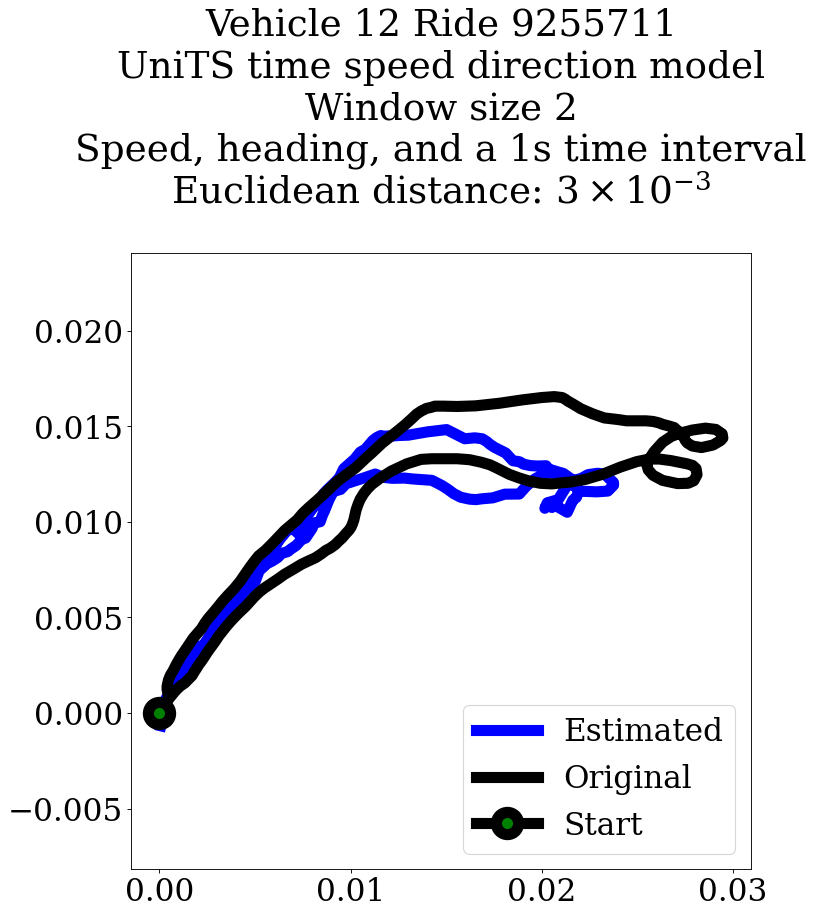 Vehicle 12 Ride 9255711
UniTS time speed direction model
Window size 2
Speed, heading, and a 1s time interval
Euclidean distance: 3 × 10⁻³
0.020
0.015
0.010
0.005
0.000
−0.005
Estimated
Original
Start
0.00 0.01 0.02 0.03